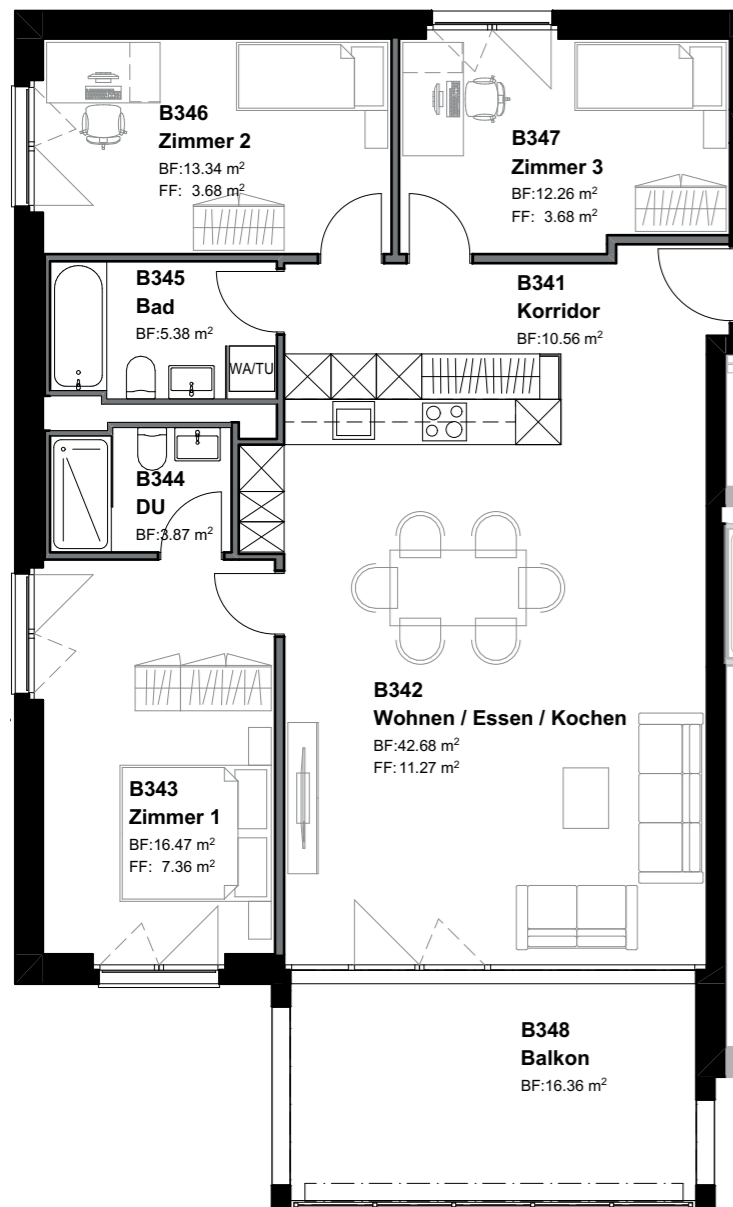 B346
Zimmer 2
BF:13.34 m²
FF: 3.68 m²
B347
Zimmer 3
BF:12.26 m²
FF: 3.68 m²
B345
Bad
BF:5.38 m²
B341
Korridor
BF:10.56 m²
WA/TU
B344
DU
BF:3.87 m²
B342
Wohnen / Essen / Kochen
BF:42.68 m²
FF:11.27 m²
B343
Zimmer 1
BF:16.47 m²
FF: 7.36 m²
B348
Balkon
BF:16.36 m²